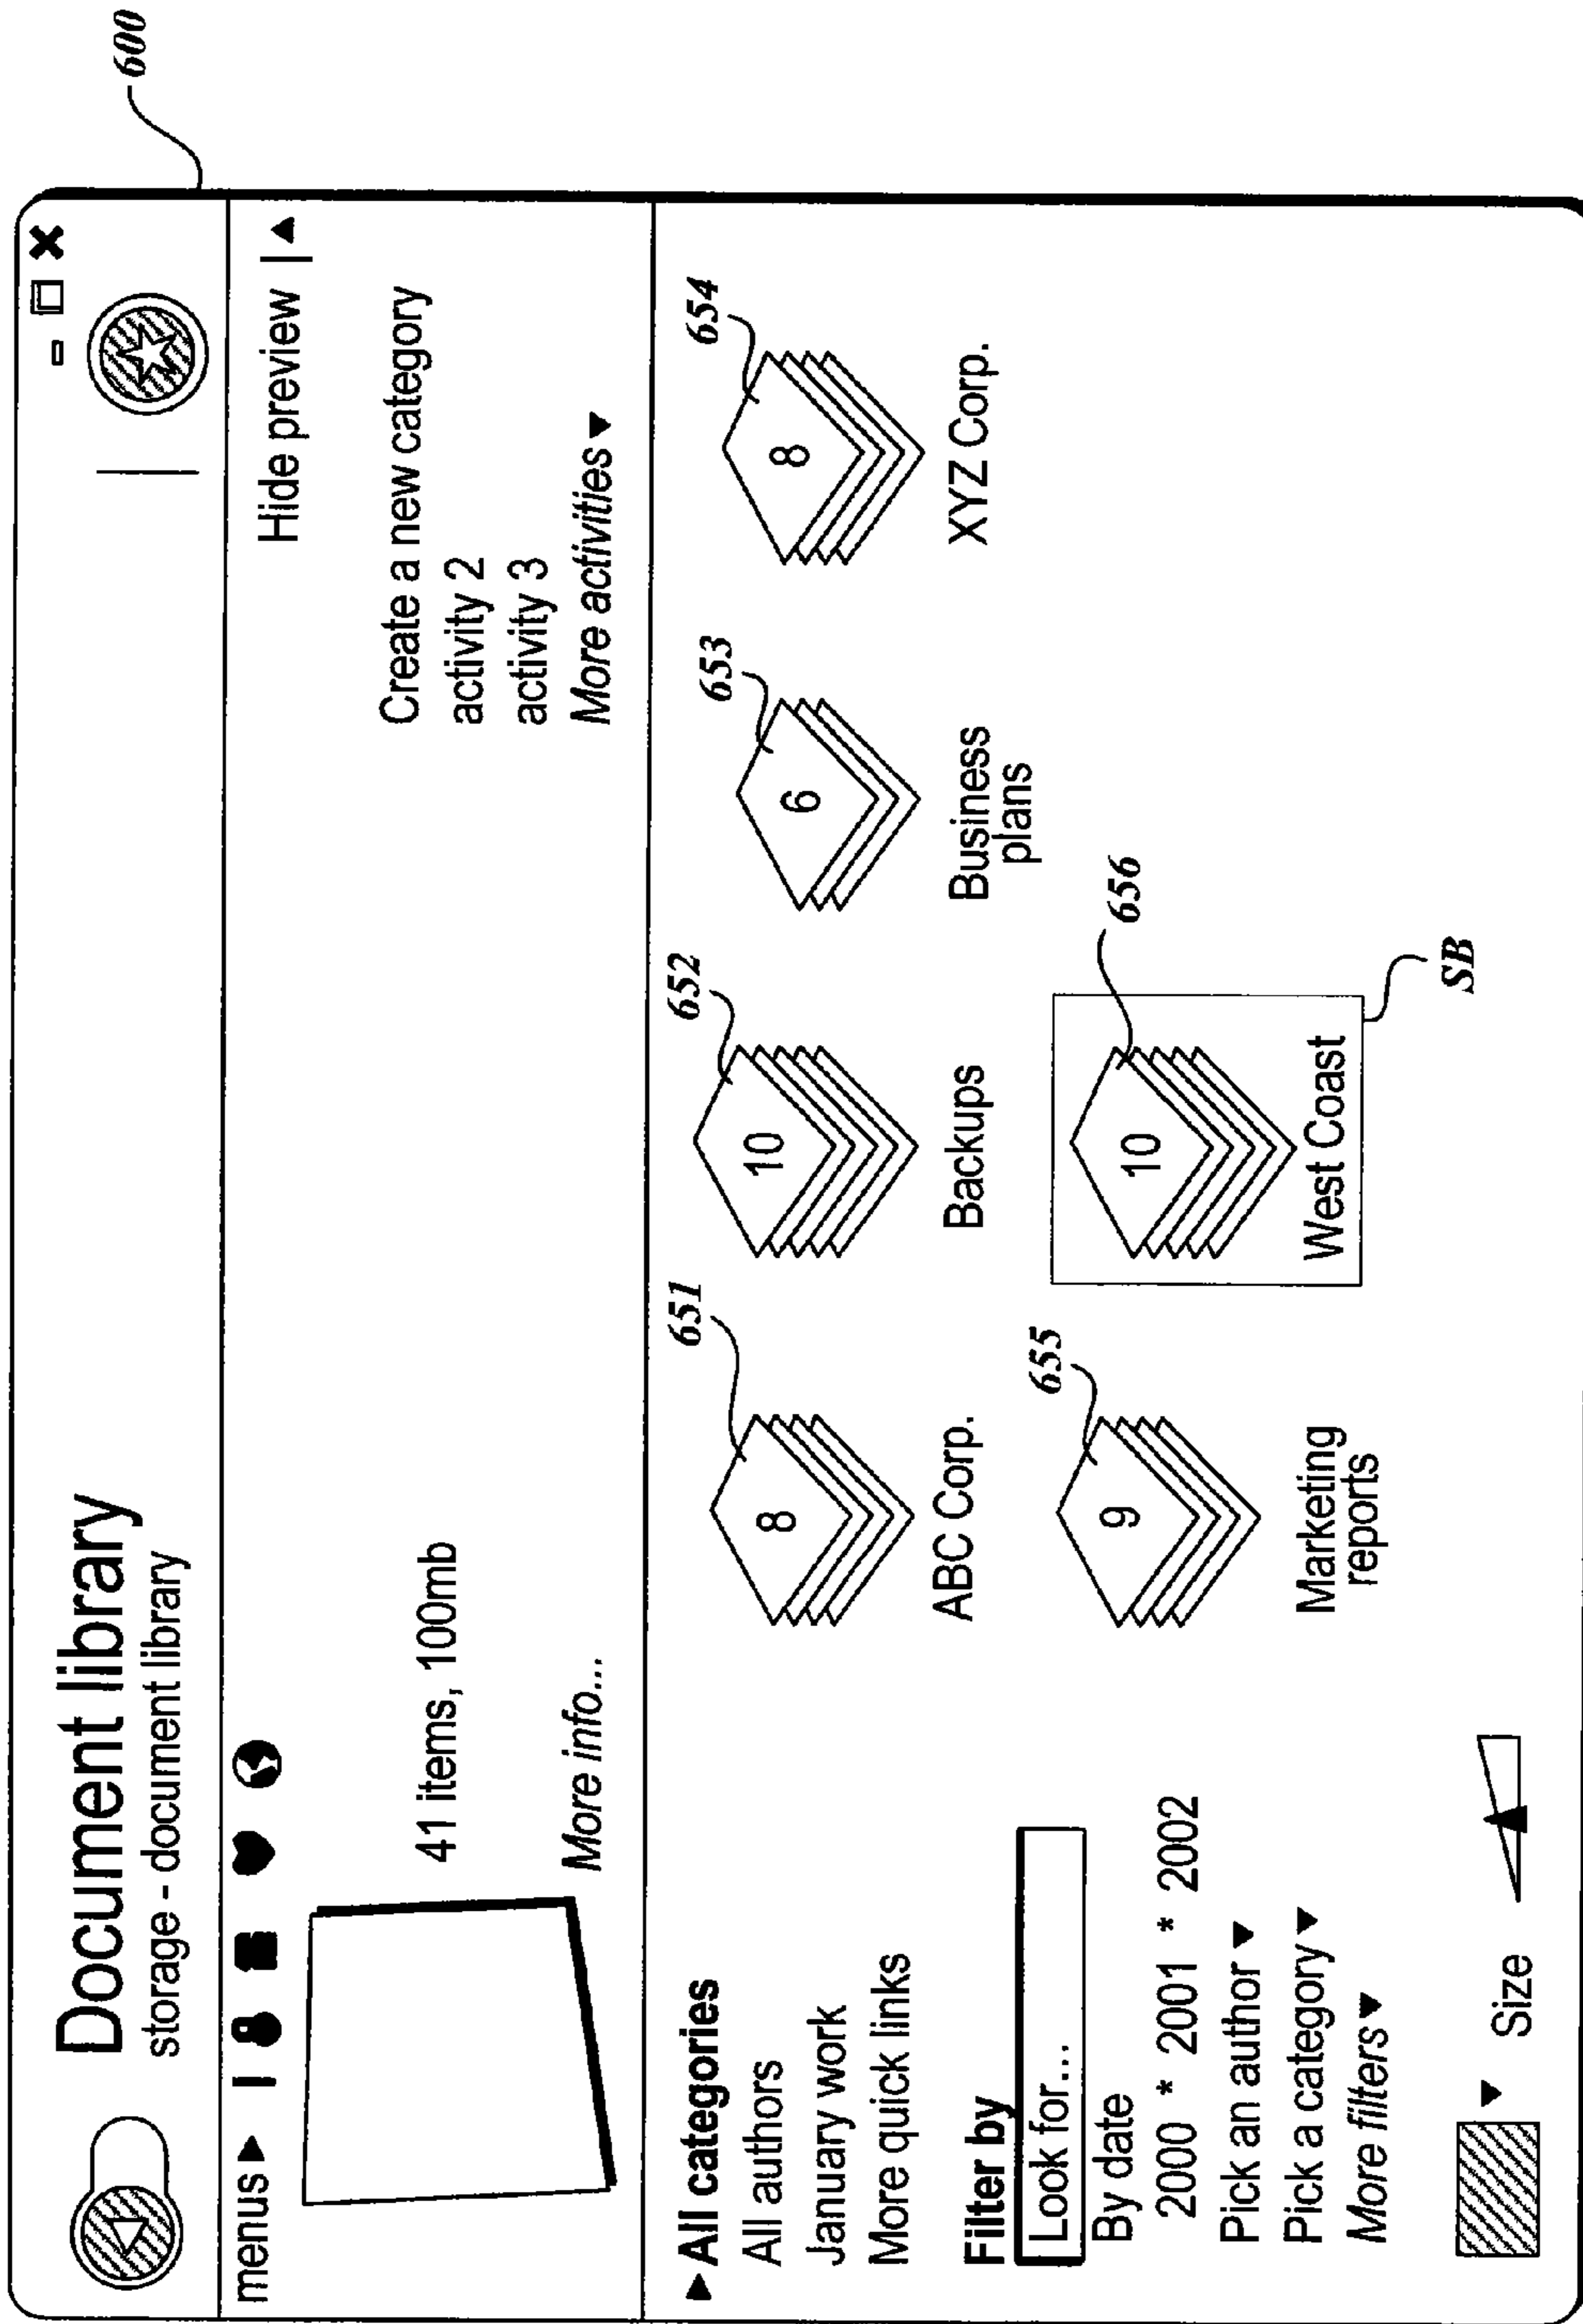 600
Document library
storage - document library
menus
Hide preview
41 items, 100mb
More info...
Create a new category
activity 2
activity 3
More activities
All categories
All authors
January work
More quick links
Filter by
Look for...
By date
2000 * 2001 * 2002
Pick an author
Pick a category
More filters
Size
651
8
ABC Corp.
652
10
Backups
653
6
Business
plans
654
8
XYZ Corp.
655
9
Marketing
reports
656
10
West Coast
SB